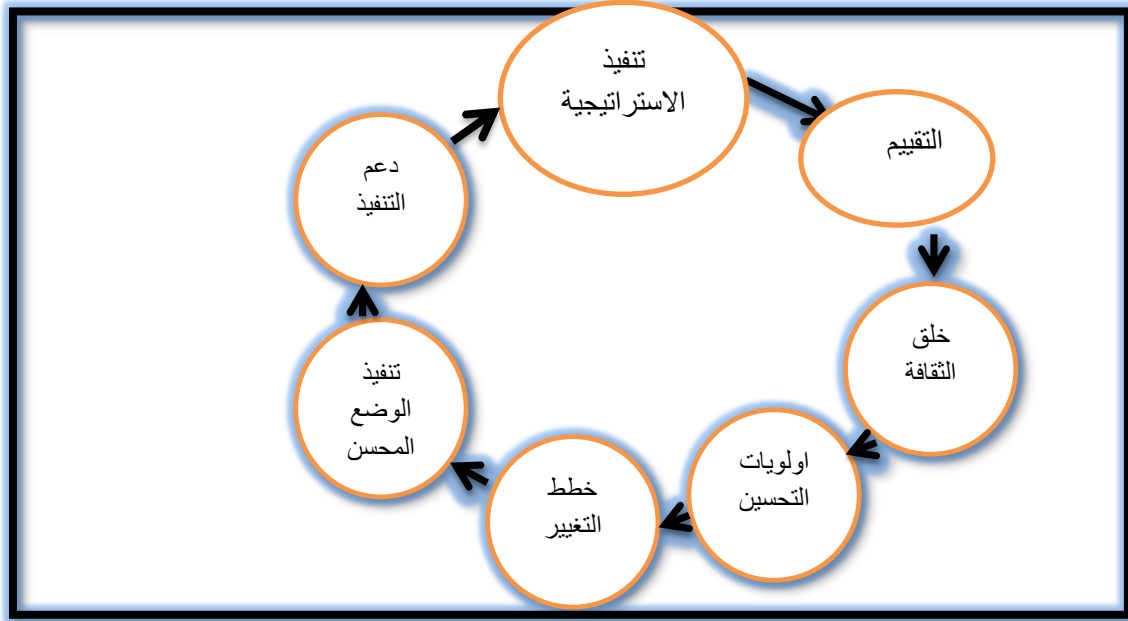 تنفيذ
الاستراتيجية
التقييم
خلق
الثقافة
اولويات
التحسين
خطط
التغيير
تنفيذ
الوضع
المحسن
دعم
التنفيذ